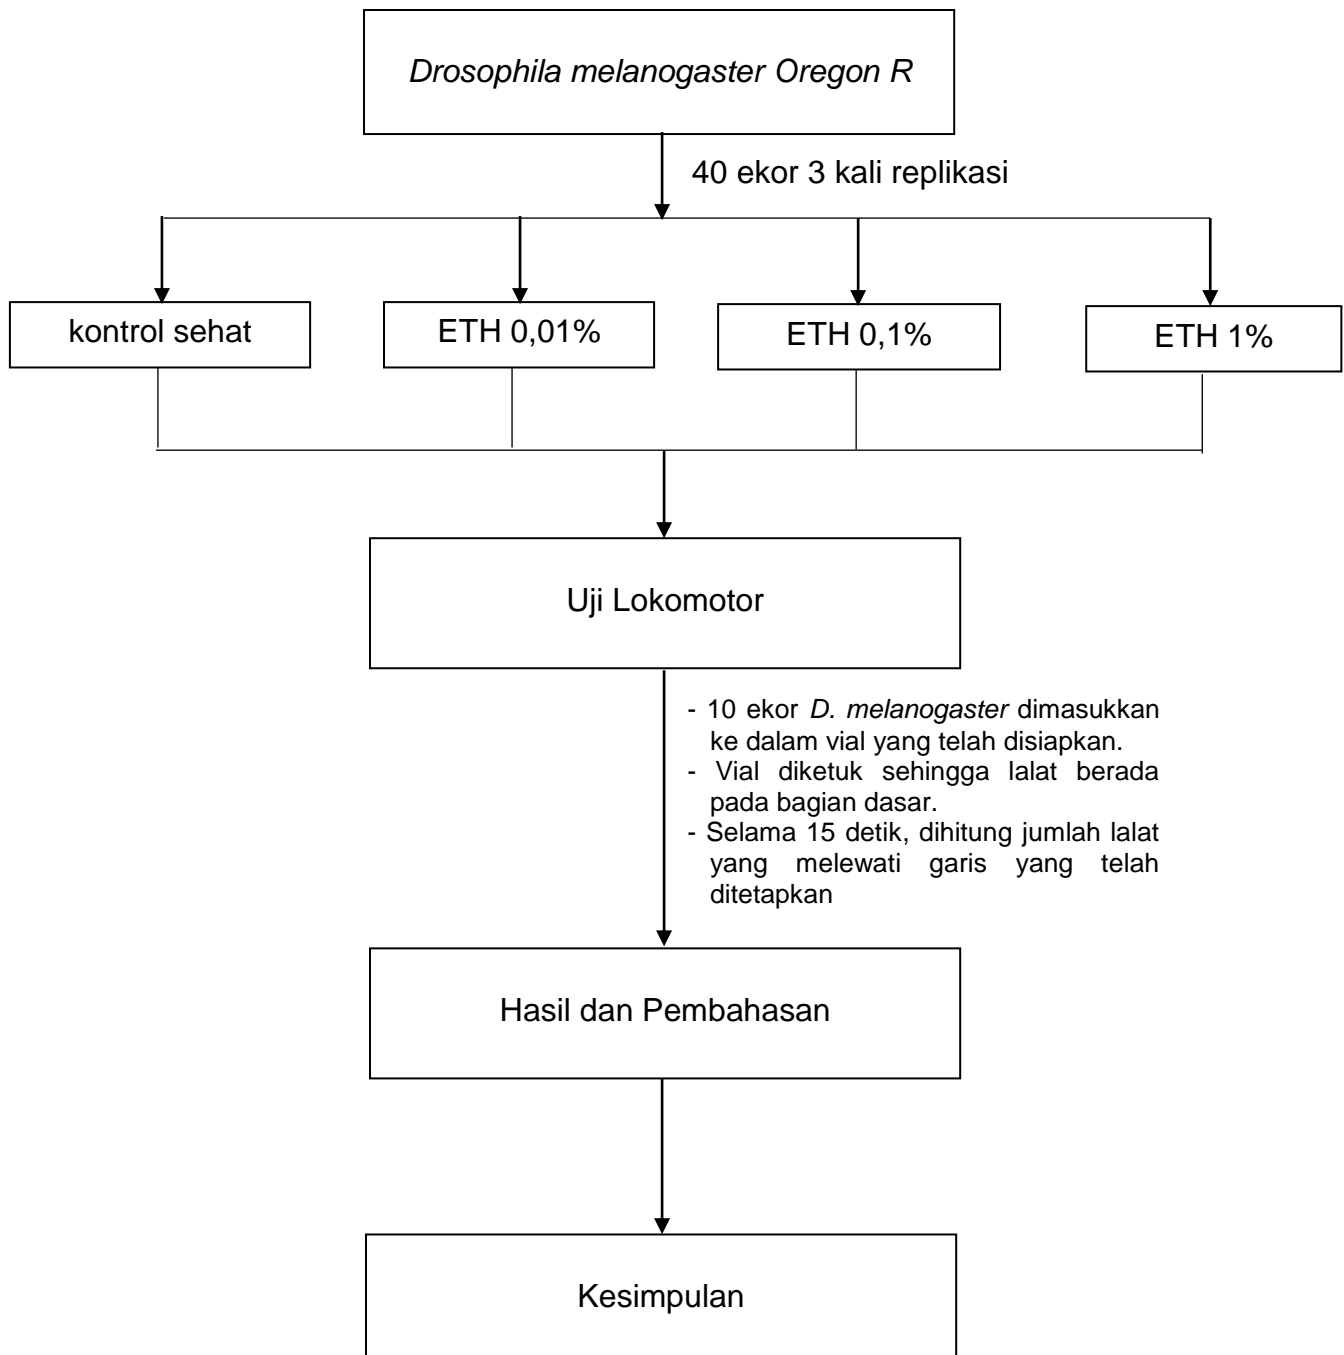 Drosophila melanogaster Oregon R
40 ekor 3 kali replikasi
kontrol sehat
ETH 0,01%
ETH 0,1%
ETH 1%
Uji Lokomotor
- 10 ekor D. melanogaster dimasukkan
ke dalam vial yang telah disiapkan.
- Vial diketuk sehingga lalat berada
pada bagian dasar.
- Selama 15 detik, dihitung jumlah lalat
yang melewati garis yang telah
ditetapkan
Hasil dan Pembahasan
Kesimpulan